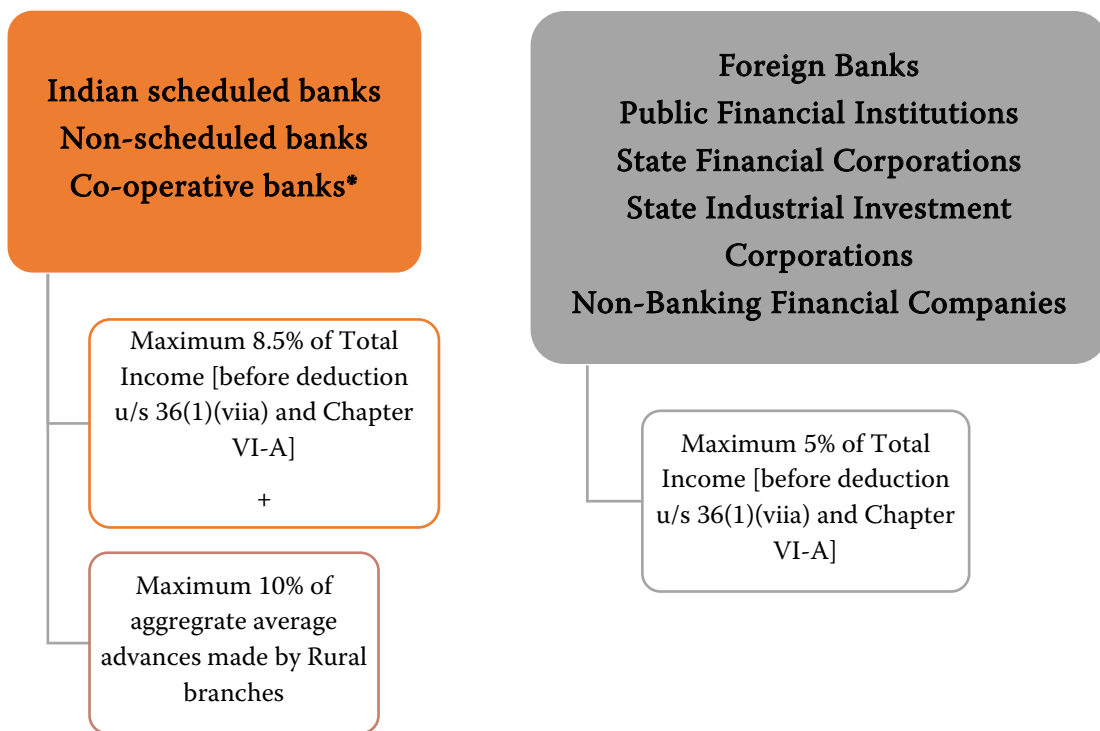 Indian scheduled banks
Non-scheduled banks
Co-operative banks*
Maximum 8.5% of Total
Income [before deduction
u/s 36(1)(viia) and Chapter
VI-A]
+
Maximum 10% of
aggregrate average
advances made by Rural
branches
Foreign Banks
Public Financial Institutions
State Financial Corporations
State Industrial Investment
Corporations
Non-Banking Financial Companies
Maximum 5% of Total
Income [before deduction
u/s 36(1)(viia) and Chapter
VI-A]